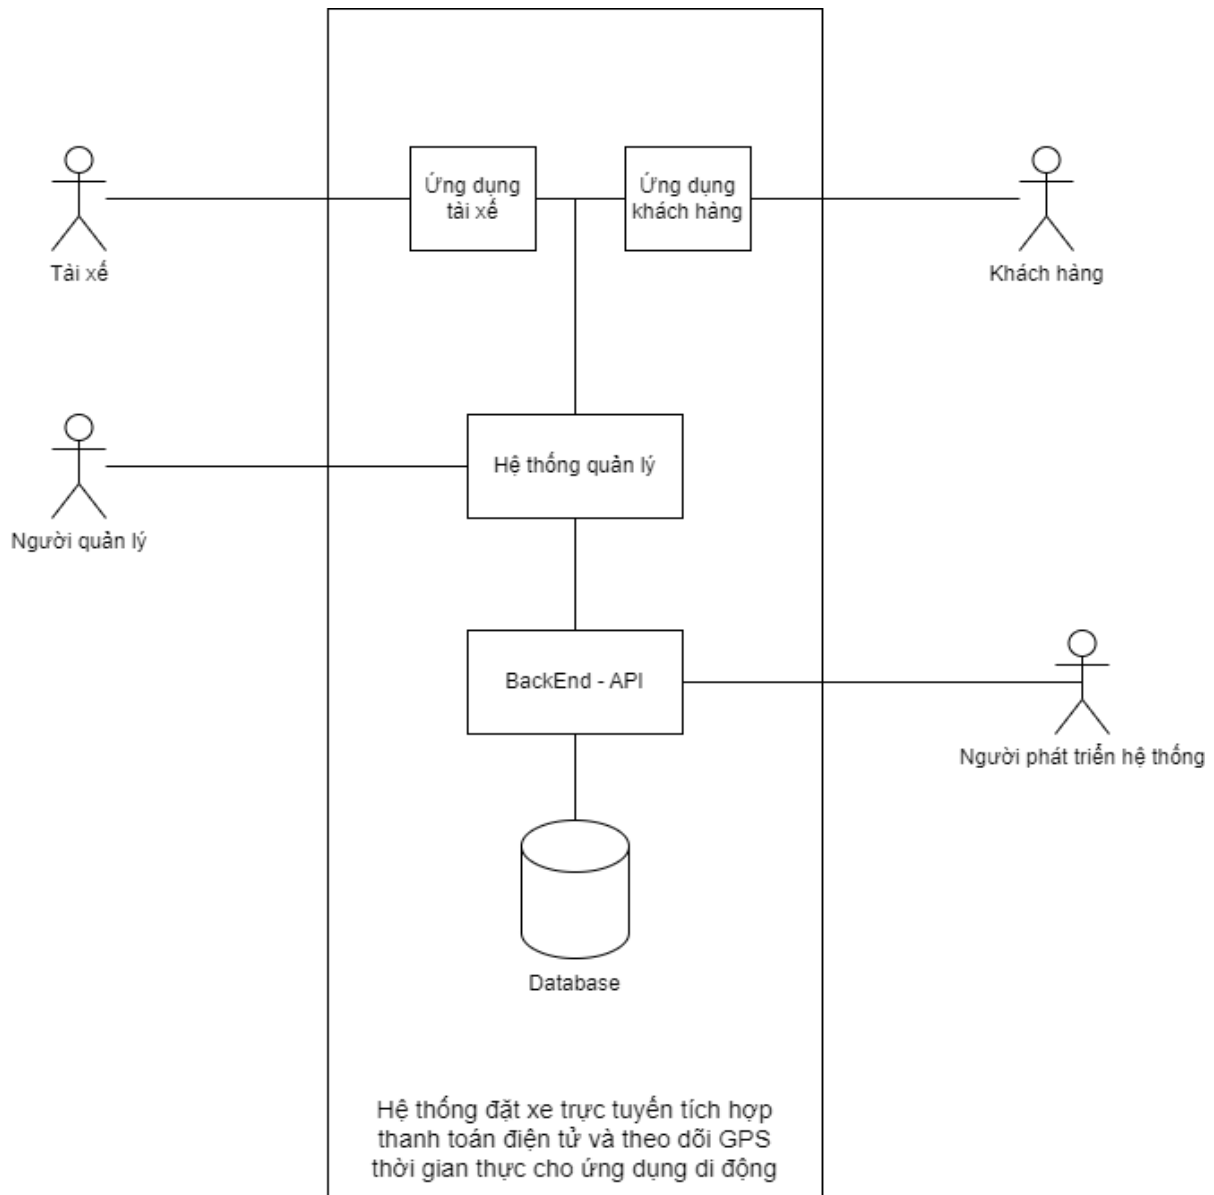 Ứng dụng
tài xế
Ứng dụng
khách hàng
Tài xế
Khách hàng
Hệ thống quản lý
Người quản lý
BackEnd - API
Người phát triển hệ thống
Database
Hệ thống đặt xe trực tuyến tích hợp
thanh toán điện tử và theo dõi GPS
thời gian thực cho ứng dụng di động